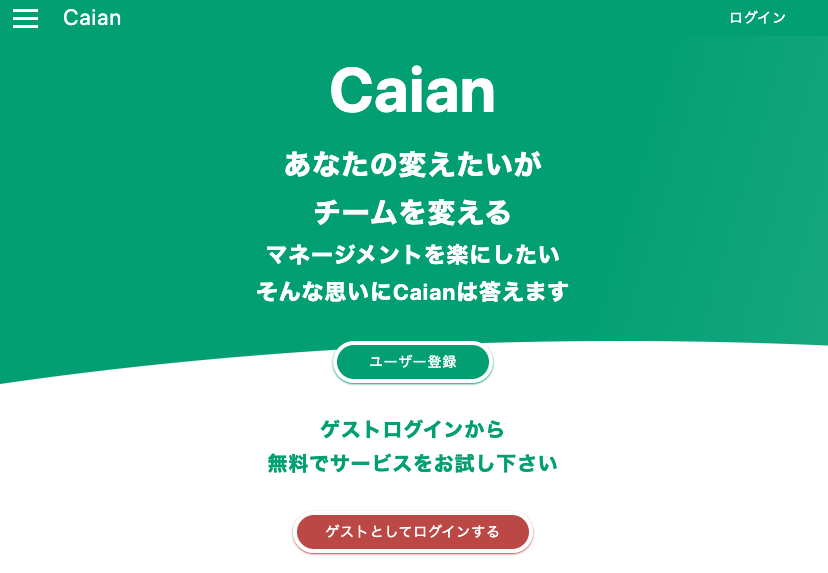 Caian
ログイン
Caian
あなたの変えたいが
チームを変える
マネージメントを楽にしたい
そんな思いにCaianは答えます
ユーザー登録
ゲストログインから
無料でサービスをお試し下さい
ゲストとしてログインする